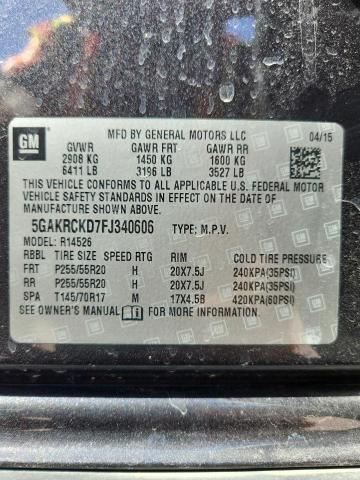 GM
MFD BY GENERAL MOTORS LLC 04/15
GVWR GAWR FRT GAWR RR
2908 KG 1450 KG 1600 KG
6411 LB 3196 LB 3527 LB
THIS VEHICLE CONFORMS TO ALL APPLICABLE U.S. FEDERAL MOTOR
VEHICLE SAFETY STANDARDS IN EFFECT ON THE DATE OF
MANUFACTURE SHOWN ABOVE.
5GAKRCKD7FJ340606 TYPE: M.P.V.
MODEL: R14526
RBBL TIRE SIZE SPEED RTG RIM COLD TIRE PRESSURE
FRT P255/55R20 H 20X7.5J 240KPA(35PSI)
RR P255/55R20 H 20X7.5J 240KPA(35PSI)
SPA T145/70R17 M 17X4.5B 420KPA(60PSI)
SEE OWNER'S MANUAL FOR MORE INFORMATION.